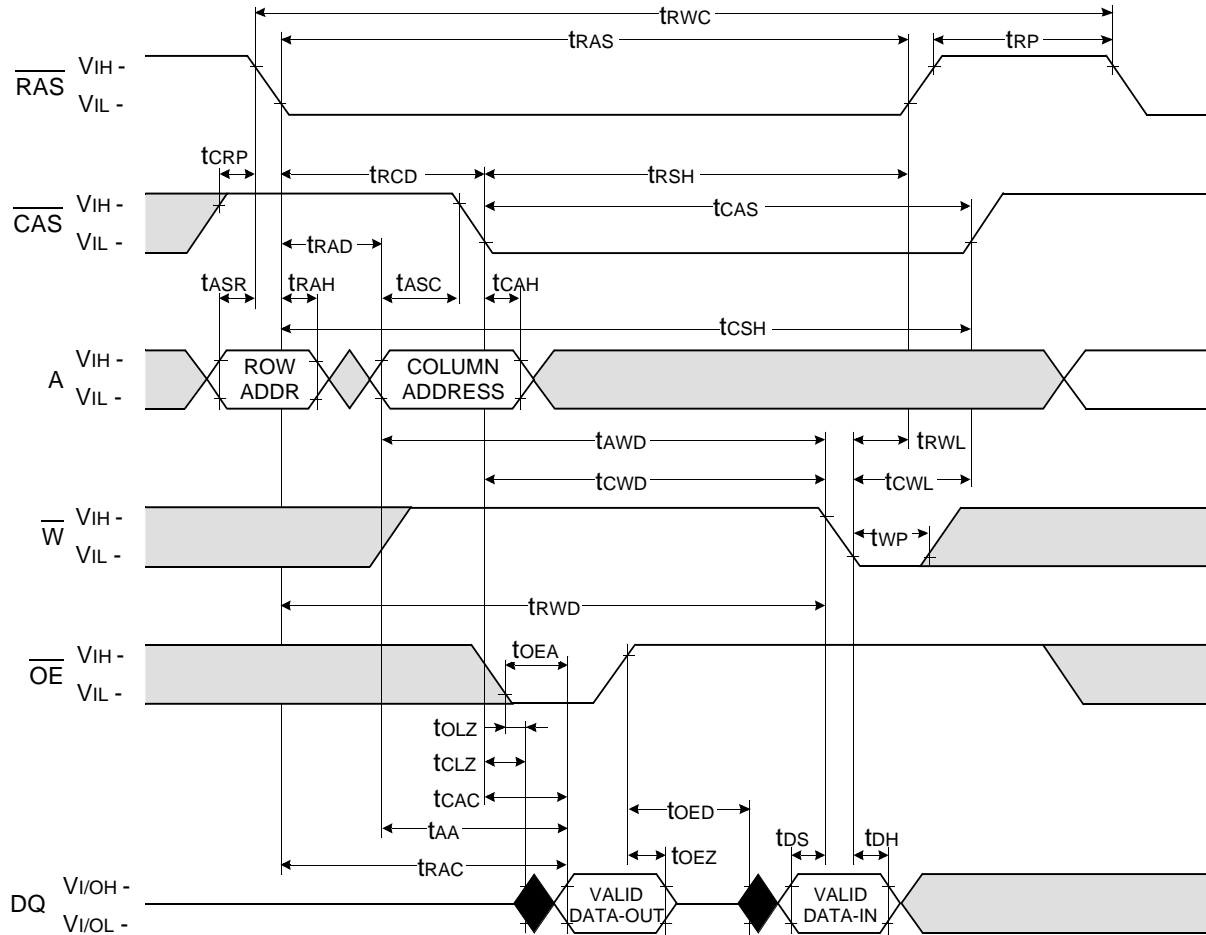 tRWC
tRAS
tRP
RAS
VIH -
VIL -
tCRP
tRCD
tRSH
CAS
VIH -
VIL -
tCAS
tRAD
tASR
tRAH
tASC
tCAH
tCSH
A
VIH -
VIL -
ROW
ADDR
COLUMN
ADDRESS
tAWD
tRWL
tCWD
tCWL
W
VIH -
VIL -
tWP
tRWD
OE
VIH -
VIL -
tOEA
tOLZ
tCLZ
tCAC
tOED
tAA
tOEZ
tDS
tDH
tRAC
DQ
VI/OH -
VI/OL -
VALID
DATA-OUT
VALID
DATA-IN